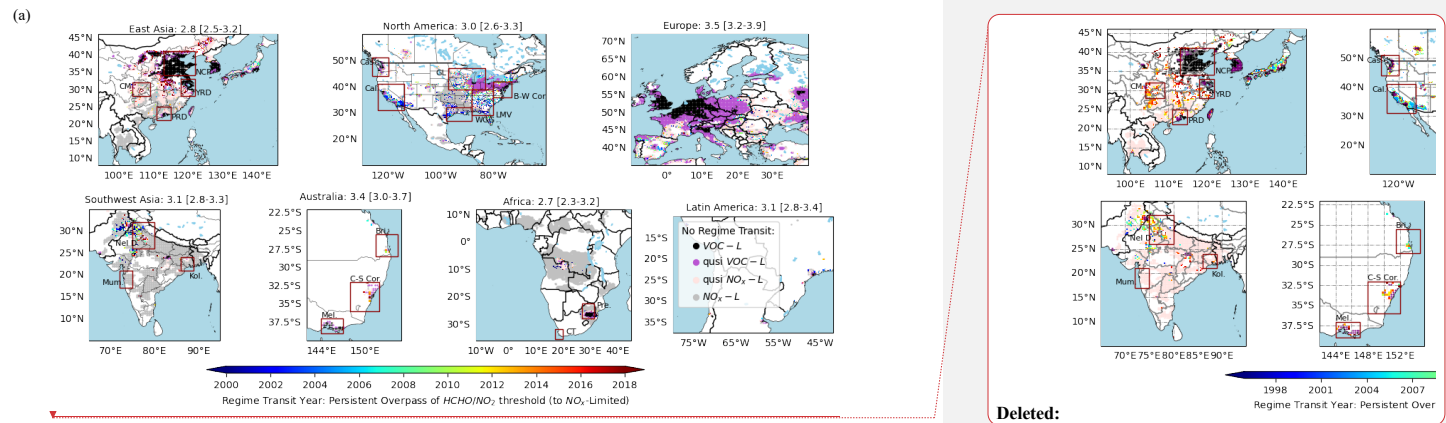 (a)
East Asia: 2.8 [2.5-3.2]
45°N
40°N
35°N
30°N
25°N
20°N
15°N
10°N
NCP
CM
YRD
PRD
100°E 110°E 120°E 130°E 140°E
North America: 3.0 [2.6-3.3]
50°N
40°N
30°N
20°N
GL
Cal.
B-W Cor
LMV
120°W 100°W 80°W
Europe: 3.5 [3.2-3.9]
70°N
65°N
60°N
55°N
50°N
45°N
40°N
0° 10°E 20°E 30°E
Southwest Asia: 3.1 [2.8-3.3]
30°N
25°N
20°N
15°N
10°N
Nel D.
Mum.
Kol.
70°E 80°E 90°E
Australia: 3.4 [3.0-3.7]
22.5°S
25°S
27.5°S
29°S
32.5°S
35°S
37.5°S
C-S Cor.
Mel.
144°E 150°E
Africa: 2.7 [2.3-3.2]
10°N
0°
10°S
20°S
30°S
Pre.
CT
10°W 0° 10°E 20°E 30°E 40°E
Latin America: 3.1 [2.8-3.4]
15°S
20°S
25°S
30°S
35°S
No Regime Transit:
VOC − L
qusi VOC − L
qusi NOₓ − L
NOₓ − L
75°W 65°W 55°W 45°W
2000 2002 2004 2006 2008 2010 2012 2014 2016 2018
Regime Transit Year: Persistent Overpass of HCHO/NO₂ threshold (to NOₓ-Limited)
45°N
40°N
35°N
30°N
25°N
20°N
15°N
10°N
NCP
CM
YRD
PRD
100°E 110°E 120°E 130°E 140°E
50°N
40°N
30°N
20°N
Cal.
120°W
30°N
25°N
20°N
15°N
10°N
Nel D.
Mum.
Kol.
70°E 75°E 80°E 85°E 90°E
22.5°S
25°S
27.5°S
29°S
32.5°S
35°S
37.5°S
C-S Cor.
Mel.
144°E 148°E 152°E
1998 2001 2004 2007
Regime Transit Year: Persistent Over
Deleted: